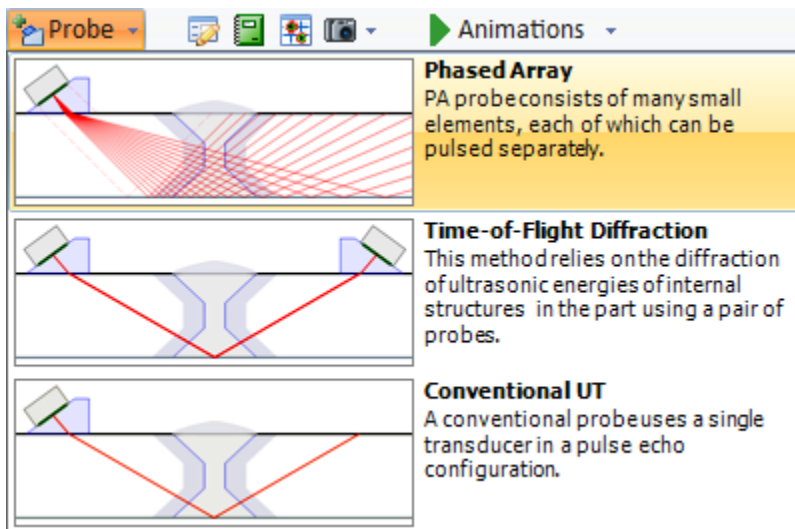 Probe
Animations
Phased Array
PA probe consists of many small
elements, each of which can be
pulsed separately.
Time-of-Flight Diffraction
This method relies on the diffraction
of ultrasonic energies of internal
structures in the part using a pair of
probes.
Conventional UT
A conventional probe uses a single
transducer in a pulse echo
configuration.